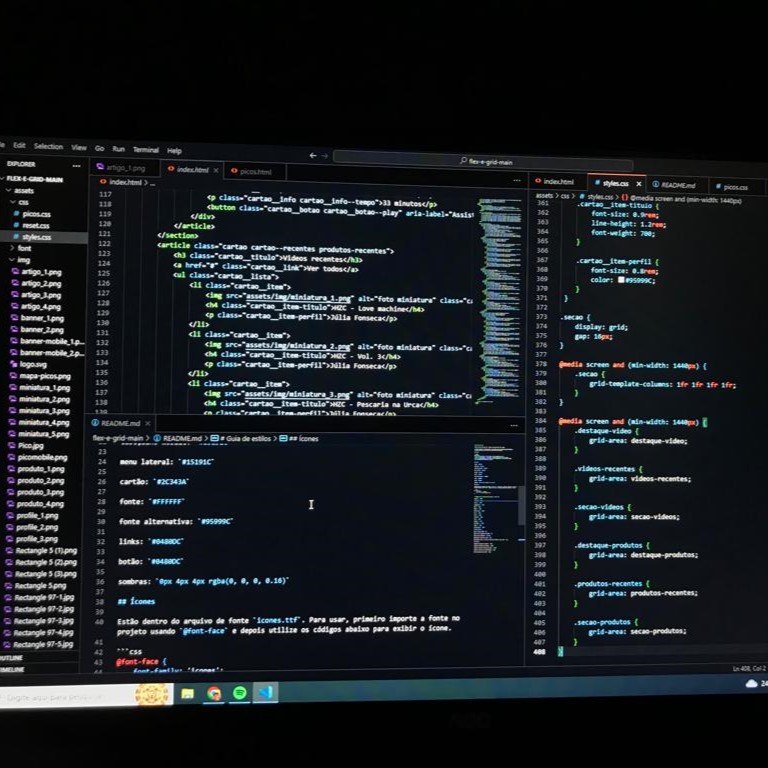 Edit Selection View Go Run Terminal Help
flex-e-grid-main
EXPLORER
FLEX-E-GRID-MAIN
assets
css
picos.css
reset.css
styles.css
font
img
artigo_1.png
artigo_2.png
artigo_3.png
artigo_4.png
banner_1.png
banner_2.png
banner-mobile_1.p...
banner-mobile_2.p...
logo.svg
mapa-picos.png
miniatura_1.png
miniatura_2.png
miniatura_3.png
miniatura_4.png
miniatura_5.png
Pico.jpg
picomobile.png
produto_1.png
produto_2.png
produto_3.png
produto_4.png
profile_1.png
profile_2.png
profile_3.png
Rectangle 5 (1).png
Rectangle 5 (2).png
Rectangle 5 (3).png
Rectangle 5.png
Rectangle 97-1.jpg
Rectangle 97-2.jpg
Rectangle 97-3.jpg
Rectangle 97-4.jpg
Rectangle 97-5.jpg
OUTLINE
TIMELINE
artigo_1.png index.html × picos.html
index.html > ...
117 <p class="cartao__info cartao__info--tempo">33 minutos</p>
118 <button class="cartao__botao cartao__botao--play" aria-label="Assis
119 </div>
120 </article>
121 </section>
122 <article class="cartao cartao--recentes produtos-recentes">
123 <h3 class="cartao__titulo">Vídeos recentes</h3>
124 <a href="#" class="cartao__link">Ver todos</a>
125 <ul class="cartao__lista">
126 <li class="cartao__item">
127 <img src="assets/img/miniatura_1.png" alt="foto miniatura" class="ca
128 <h4 class="cartao__item-titulo">HZC - Love machine</h4>
129 <p class="cartao__item-perfil">Júlia Fonseca</p>
130 </li>
131 <li class="cartao__item">
132 <img src="assets/img/miniatura_2.png" alt="foto miniatura" class="ca
133 <h4 class="cartao__item-titulo">HZC - Vol. 3</h4>
134 <p class="cartao__item-perfil">Júlia Fonseca</p>
135 </li>
136 <li class="cartao__item">
137 <img src="assets/img/miniatura_3.png" alt="foto miniatura" class="ca
138 <h4 class="cartao__item-titulo">HZC - Pescaria na Urca</h4>
139 <p class="cartao__item-perfil">Júlia Fonseca</p>
README.md ×
flex-e-grid-main > README.md > # Guia de estilos > ## Ícones
23
24 menu lateral: `#15191C`
25
26 cartão: `#2C343A`
27
28 fonte: `#FFFFFF`
29
30 fonte alternativa: `#95999C`
31
32 links: `#0480DC`
33
34 botão: `#0480DC`
35
36 sombras: `0px 4px 4px rgba(0, 0, 0, 0.16)`
37
38 ## Ícones
39
40 Estão dentro do arquivo de fonte `icones.ttf`. Para usar, primeiro importe a fonte no
projeto usando `@font-face` e depois utilize os códigos abaixo para exibir o ícone.
41
42 ```css
43 @font-face {
44 font-family: 'icones';
index.html styles.css × README.md picos.css
assets > css > styles.css > @media screen and (min-width: 1440px)
361 .cartao__item-titulo {
362 font-size: 0.9rem;
363 line-height: 1.2rem;
364 font-weight: 700;
365 }
366
367 .cartao__item-perfil {
368 font-size: 0.8rem;
369 color: #95999C;
370 }
371 }
372
373 .secao {
374 display: grid;
375 gap: 16px;
376 }
377
378 @media screen and (min-width: 1440px) {
379 .secao {
380 grid-template-columns: 1fr 1fr 1fr 1fr;
381 }
382 }
383
384 @media screen and (min-width: 1440px) {
385 .destaque-video {
386 grid-area: destaque-video;
387 }
388
389 .videos-recentes {
390 grid-area: videos-recentes;
391 }
392
393 .secao-videos {
394 grid-area: secao-videos;
395 }
396
397 .destaque-produtos {
398 grid-area: destaque-produtos;
399 }
400
401 .produtos-recentes {
402 grid-area: produtos-recentes;
403 }
404
405 .secao-produtos {
406 grid-area: secao-produtos;
407 }
408 }
Ln 408, Col 2
Digite aqui para pesquisar